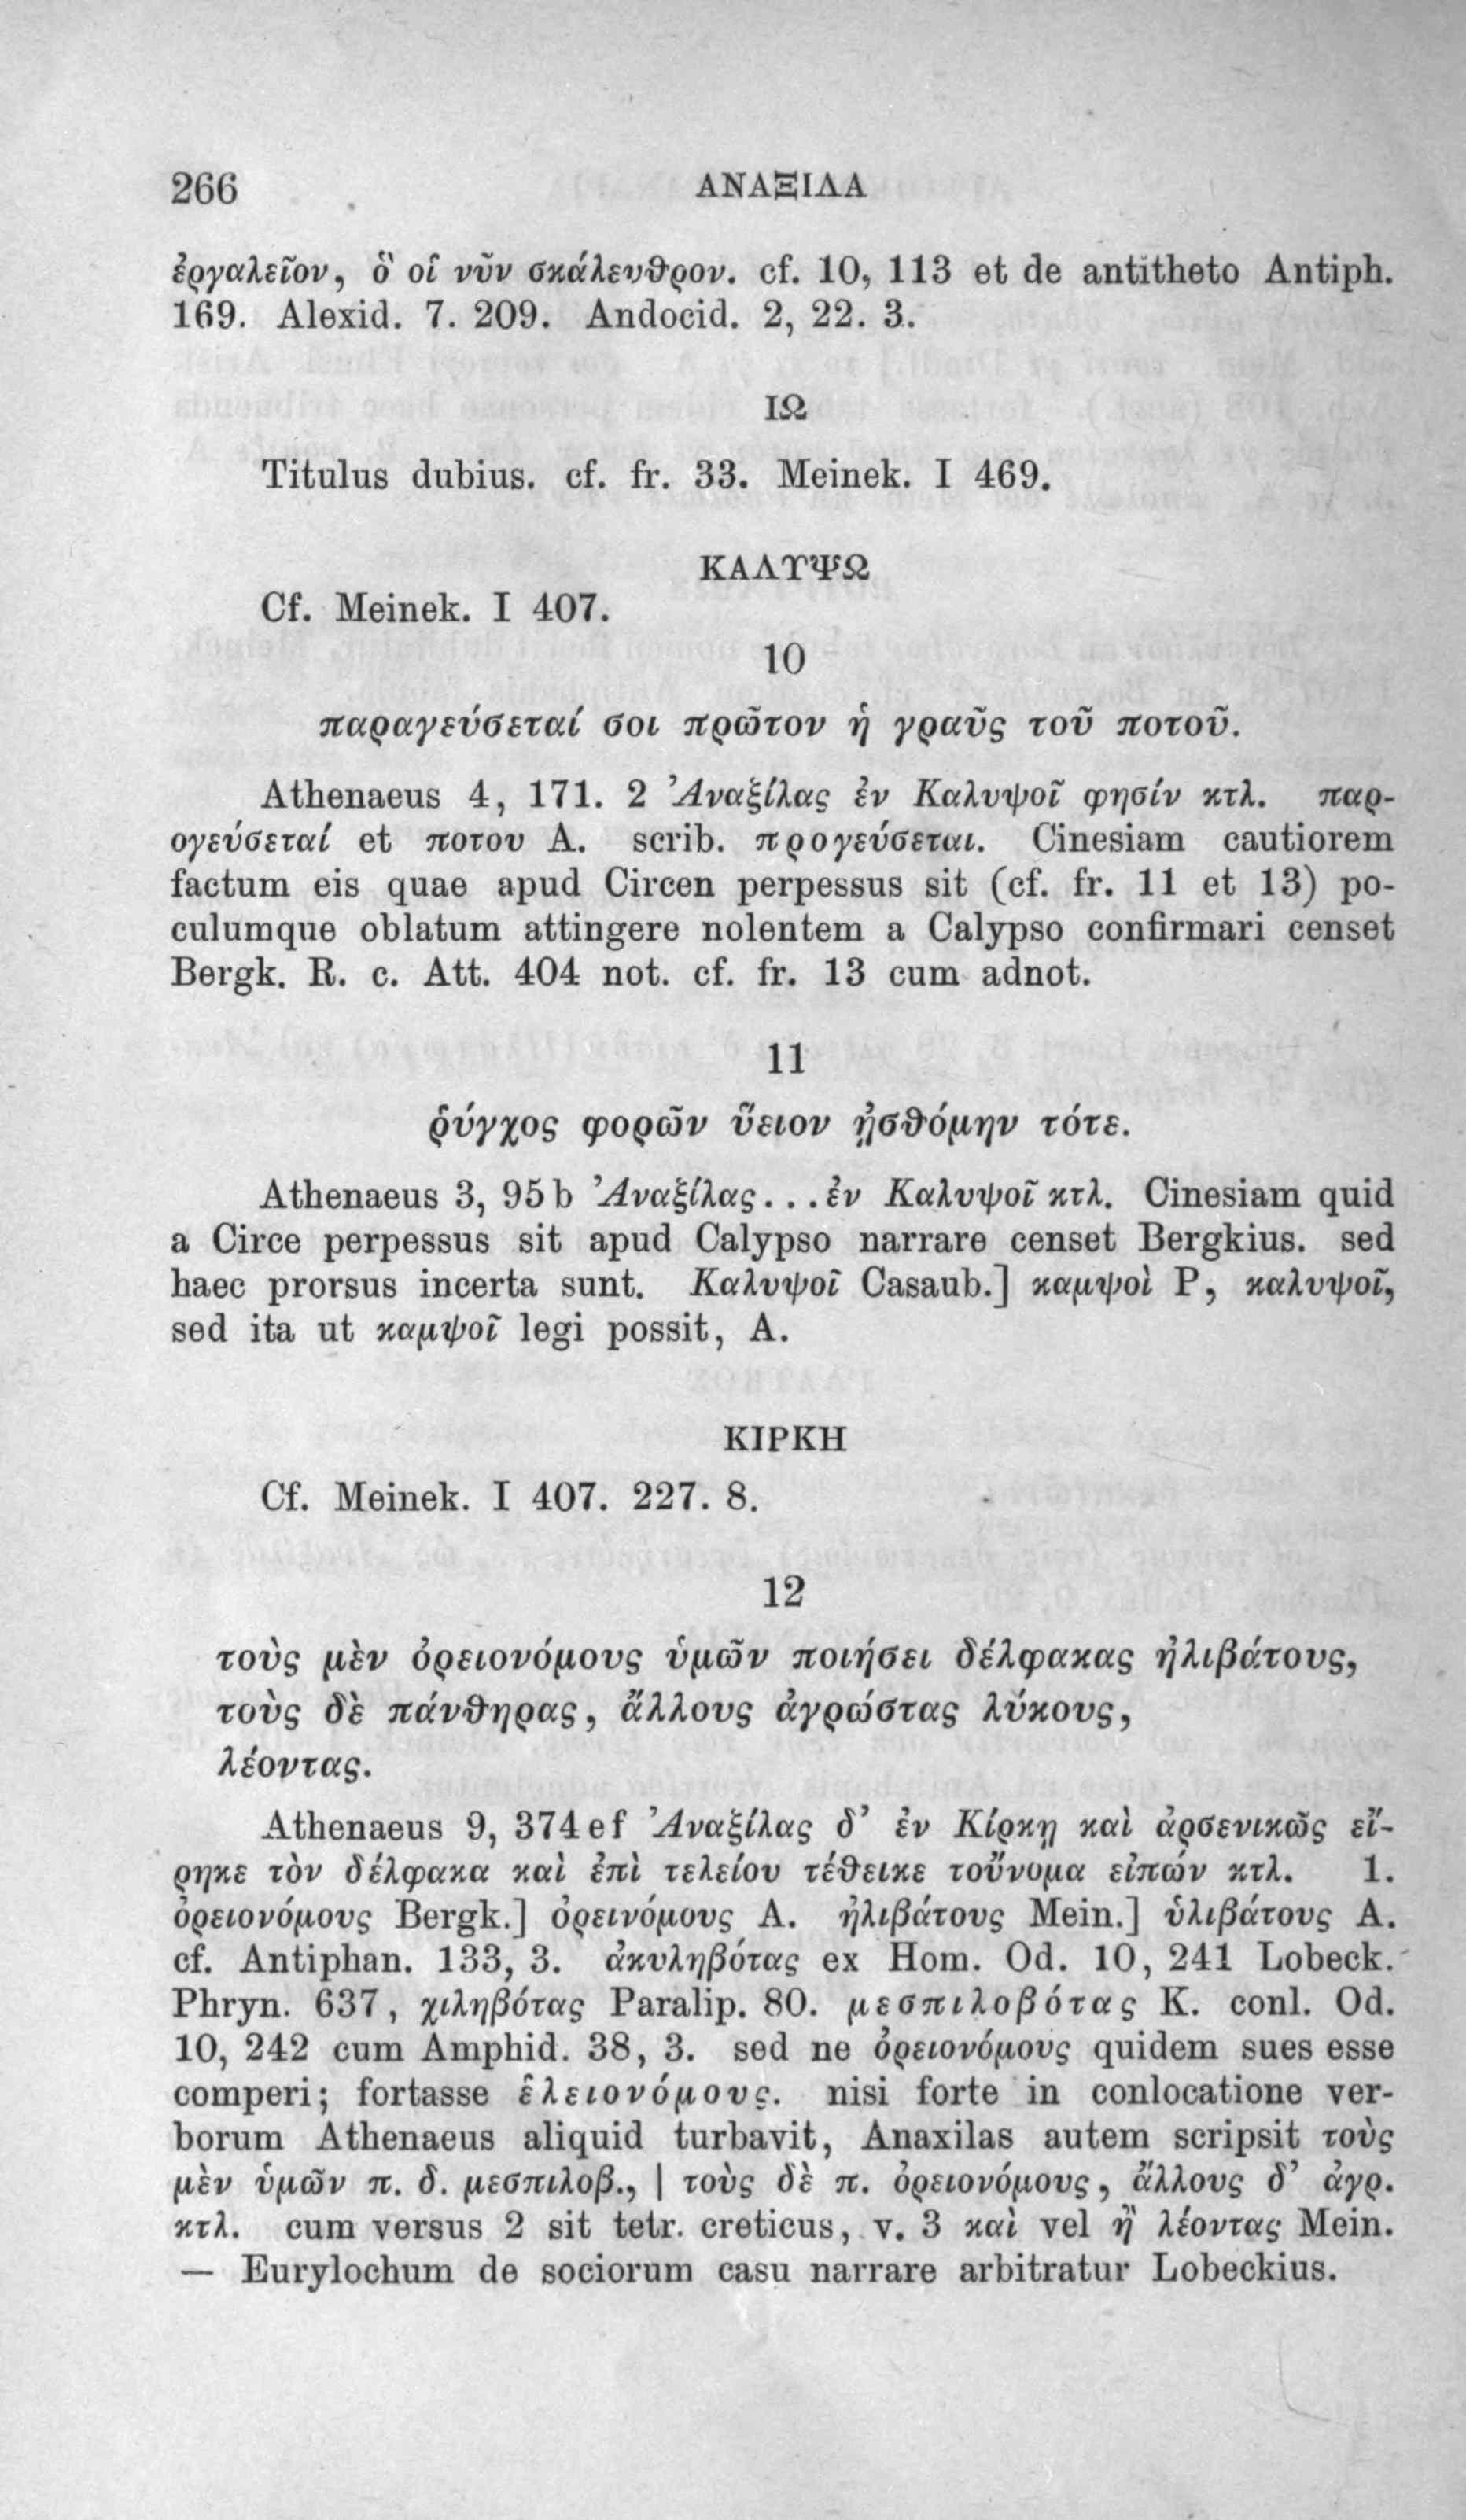 266 ΑΝΑΞΙΛΑ
ἐργαλεῖον, ὃ οἱ νῦν σκάλευθρον. cf. 10, 113 et de antitheto Antiph.
169. Alexid. 7. 209. Andocid. 2, 22. 3.
ΙΩ
Titulus dubius. cf. fr. 33. Meinek. I 469.
ΚΑΛΥΨΩ
Cf. Meinek. I 407.
10
παραγεύσεταί σοι πρῶτον ἡ γραῦς τοῦ ποτοῦ.
Athenaeus 4, 171. 2 Ἀναξίλας ἐν Καλυψοῖ φησίν κτλ. παρ-
ογεύσεταί et ποτου A. scrib. προγεύσεται. Cinesiam cautiorem
factum eis quae apud Circen perpessus sit (cf. fr. 11 et 13) po-
culumque oblatum attingere nolentem a Calypso confirmari censet
Bergk. R. c. Att. 404 not. cf. fr. 13 cum adnot.
11
ῥύγχος φορῶν ὕειον ᾐσθόμην τότε.
Athenaeus 3, 95 b Ἀναξίλας...ἐν Καλυψοῖ κτλ. Cinesiam quid
a Circe perpessus sit apud Calypso narrare censet Bergkius. sed
haec prorsus incerta sunt. Καλυψοῖ Casaub.] καμψοὶ P, καλυψοῖ,
sed ita ut καμψοῖ legi possit, A.
ΚΙΡΚΗ
Cf. Meinek. I 407. 227. 8.
12
τοὺς μὲν ὀρειονόμους ὑμῶν ποιήσει δέλφακας ἠλιβάτους,
τοὺς δὲ πάνθηρας, ἄλλους ἀγρώστας λύκους,
λέοντας.
Athenaeus 9, 374 e f Ἀναξίλας δ’ ἐν Κίρκῃ καὶ ἀρσενικῶς εἴ-
ρηκε τὸν δέλφακα καὶ ἐπὶ τελείου τέθεικε τοὔνομα εἰπών κτλ. 1.
ὀρειονόμους Bergk.] ὀρεινόμους A. ἠλιβάτους Mein.] ὑλιβάτους A.
cf. Antiphan. 133, 3. ἀκυληβότας ex Hom. Od. 10, 241 Lobeck.
Phryn. 637, χιληβότας Paralip. 80. μεσπιλοβότας K. conl. Od.
10, 242 cum Amphid. 38, 3. sed ne ὀρειονόμους quidem sues esse
comperi; fortasse ἑλειονόμους. nisi forte in conlocatione ver-
borum Athenaeus aliquid turbavit, Anaxilas autem scripsit τοὺς
μὲν ὑμῶν π. δ. μεσπιλοβ., | τοὺς δὲ π. ὀρειονόμους, ἄλλους δ’ ἀγρ.
κτλ. cum versus 2 sit tetr. creticus, v. 3 καὶ vel ἢ λέοντας Mein.
— Eurylochum de sociorum casu narrare arbitratur Lobeckius.